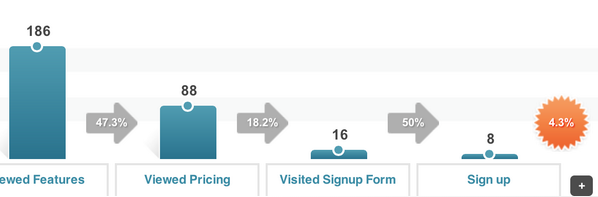 186
88
16
8
47.3%
18.2%
50%
4.3%
ewed Features
Viewed Pricing
Visited Signup Form
Sign up
+